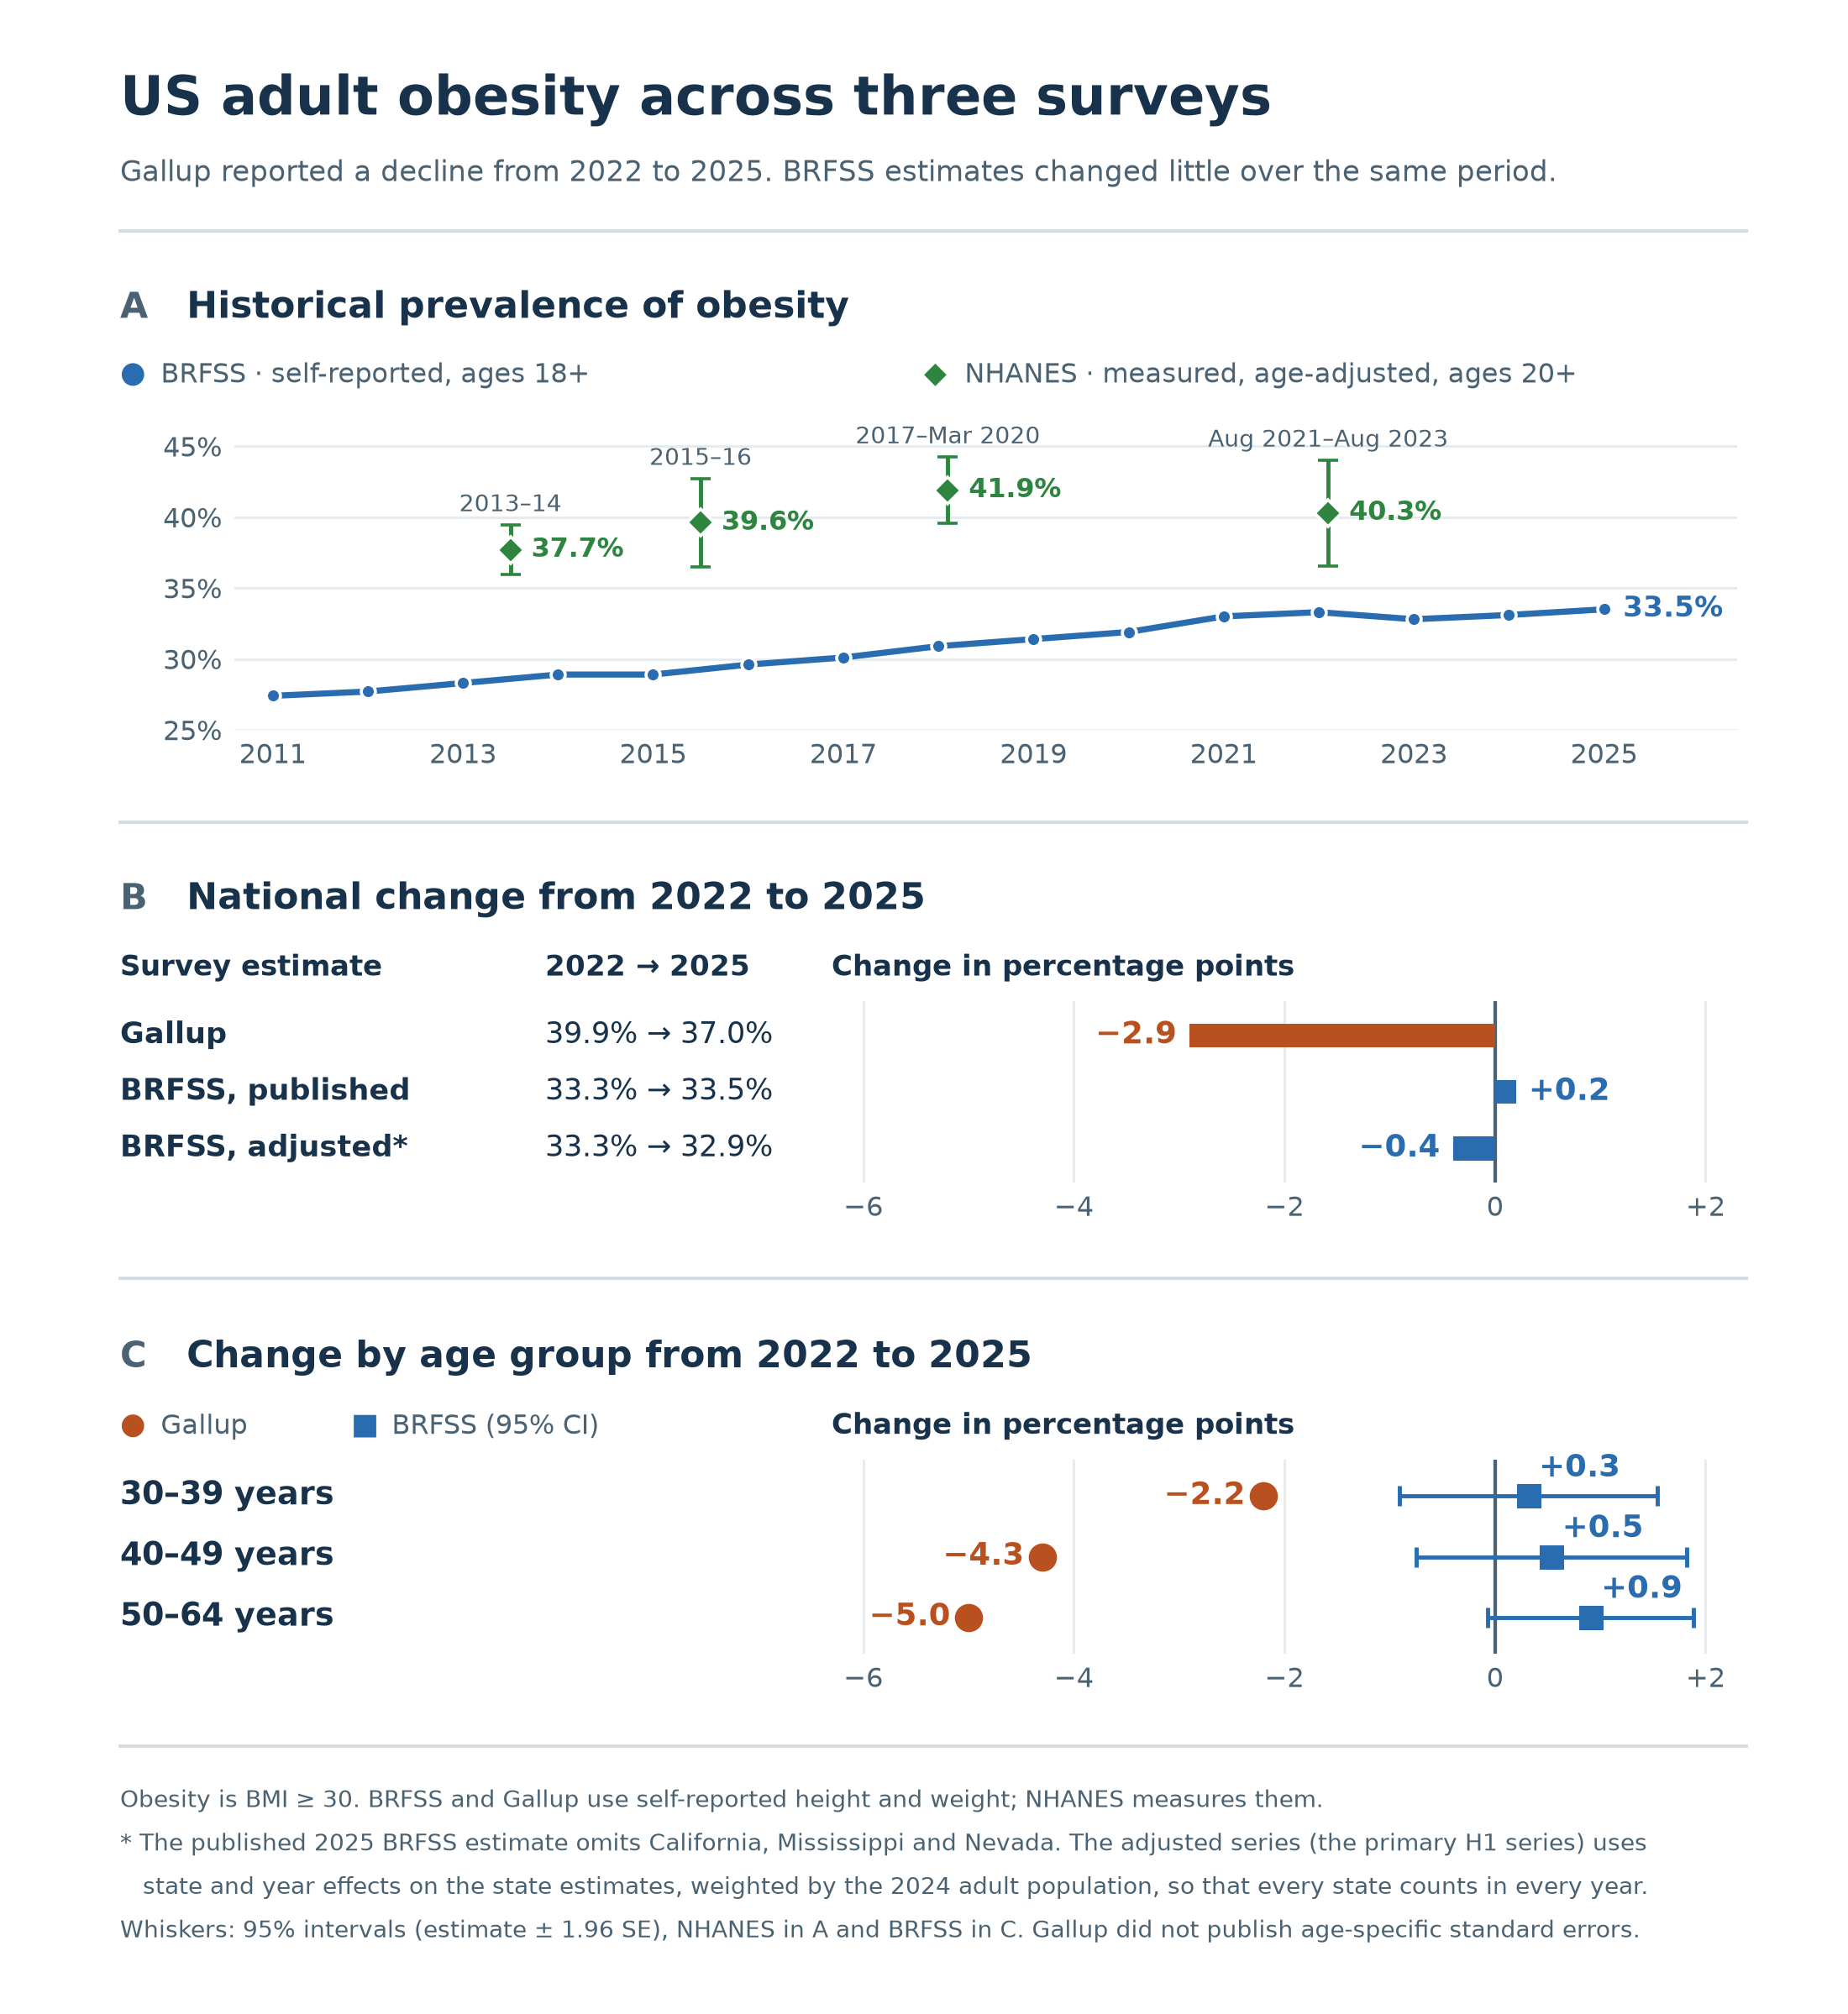 US adult obesity across three surveys
Gallup reported a decline from 2022 to 2025. BRFSS estimates changed little over the same period.
A Historical prevalence of obesity
BRFSS · self-reported, ages 18+ NHANES · measured, age-adjusted, ages 20+
45%
40%
35%
30%
25%
2013–14
37.7%
2015–16
39.6%
2017–Mar 2020
41.9%
Aug 2021–Aug 2023
40.3%
33.5%
2011 2013 2015 2017 2019 2021 2023 2025
B National change from 2022 to 2025
Survey estimate 2022 → 2025 Change in percentage points
Gallup 39.9% → 37.0% −2.9
BRFSS, published 33.3% → 33.5% +0.2
BRFSS, adjusted* 33.3% → 32.9% −0.4
−6 −4 −2 0 +2
C Change by age group from 2022 to 2025
Gallup BRFSS (95% CI) Change in percentage points
30–39 years −2.2 +0.3
40–49 years −4.3 +0.5
50–64 years −5.0 +0.9
−6 −4 −2 0 +2
Obesity is BMI ≥ 30. BRFSS and Gallup use self-reported height and weight; NHANES measures them.
* The published 2025 BRFSS estimate omits California, Mississippi and Nevada. The adjusted series (the primary H1 series) uses
state and year effects on the state estimates, weighted by the 2024 adult population, so that every state counts in every year.
Whiskers: 95% intervals (estimate ± 1.96 SE), NHANES in A and BRFSS in C. Gallup did not publish age-specific standard errors.